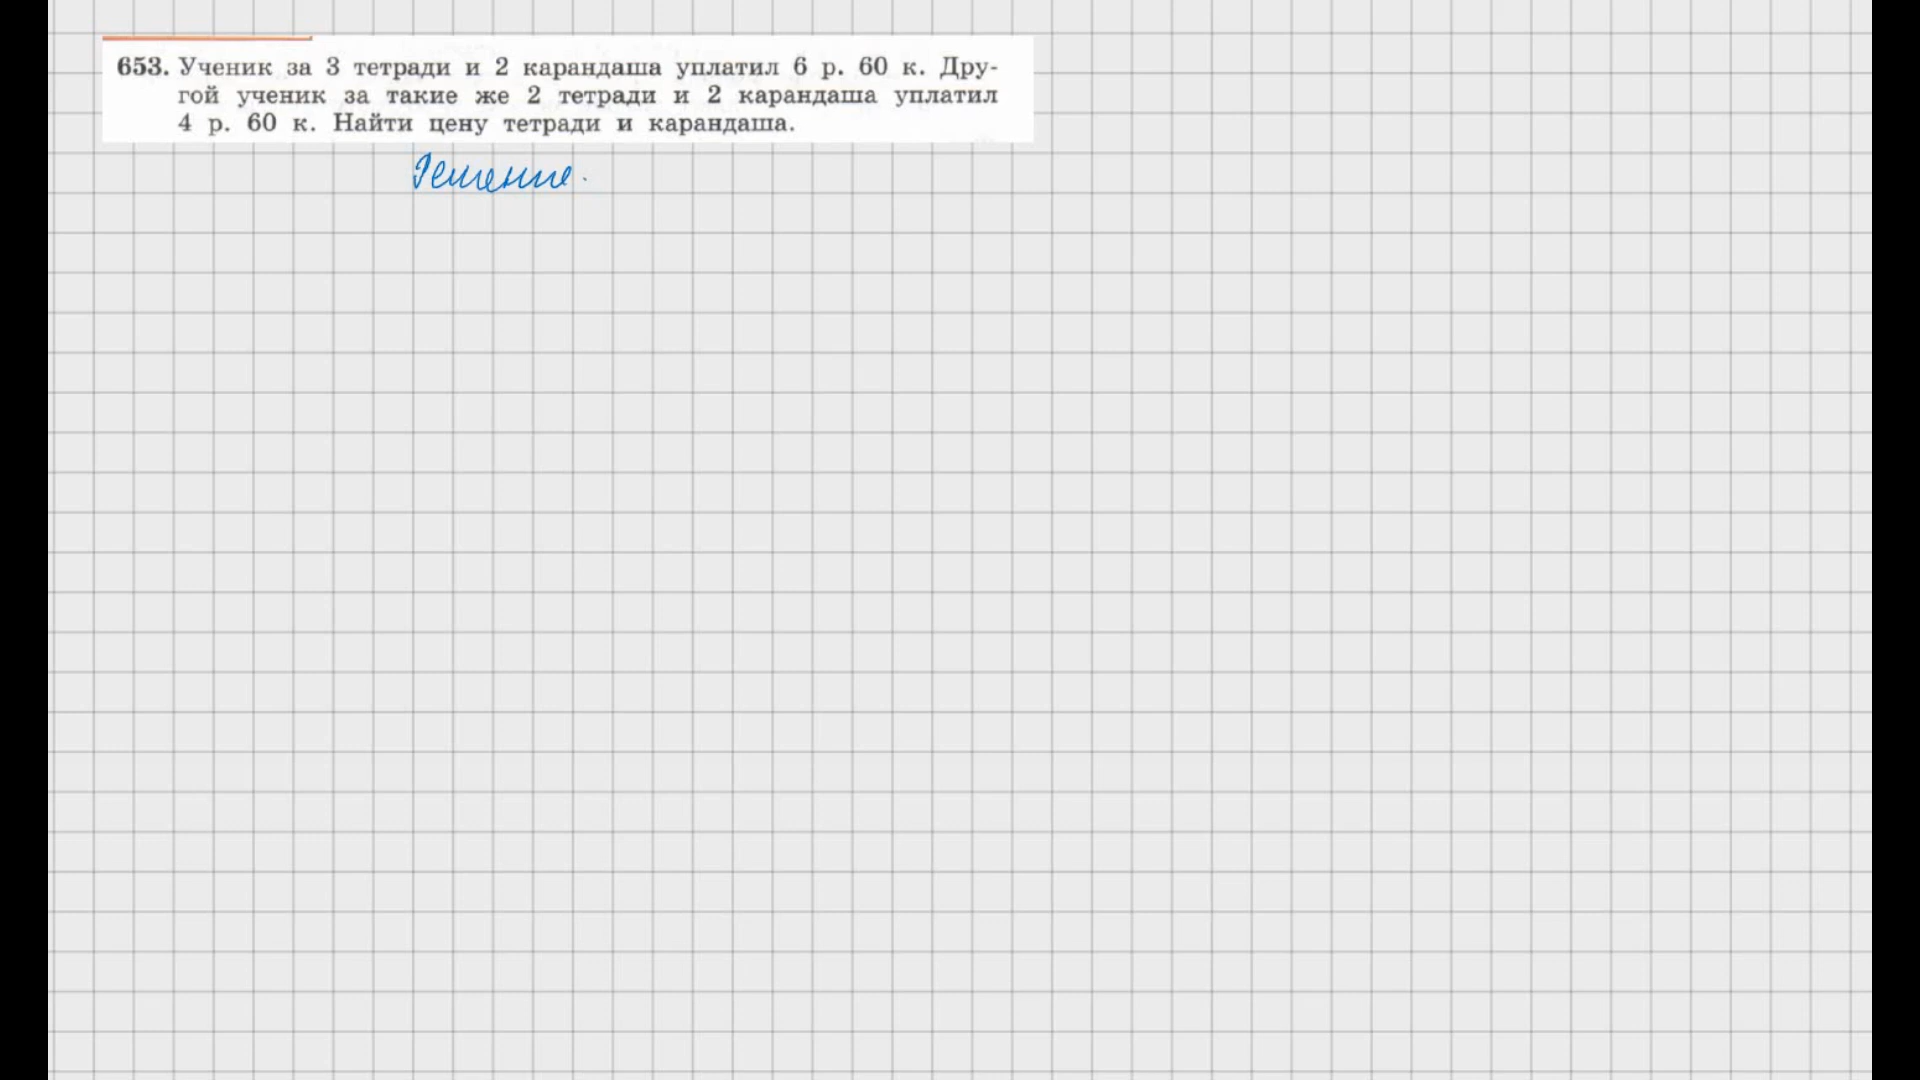 653. Ученик за 3 тетради и 2 карандаша уплатил 6 р. 60 к. Дру-
гой ученик за такие же 2 тетради и 2 карандаша уплатил
4 р. 60 к. Найти цену тетради и карандаша.
Решение.